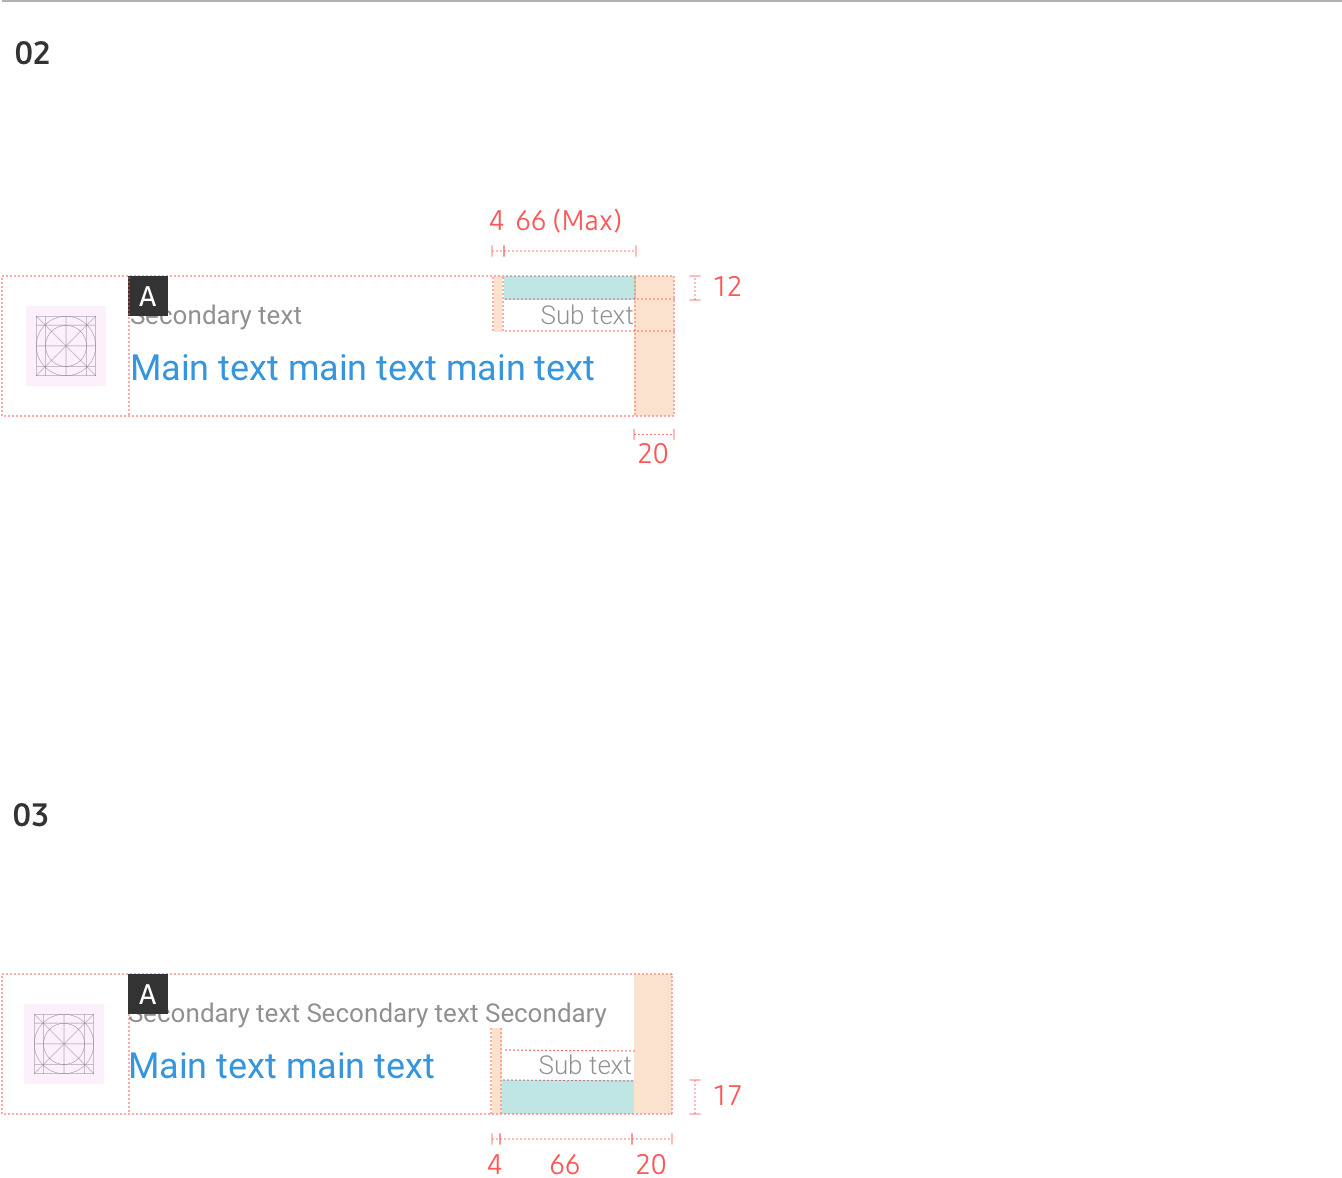 02
4 66 (Max)
12
A
Secondary text
Sub text
Main text main text main text
20
03
A
Secondary text Secondary text Secondary
Main text main text
Sub text
17
4 66 20